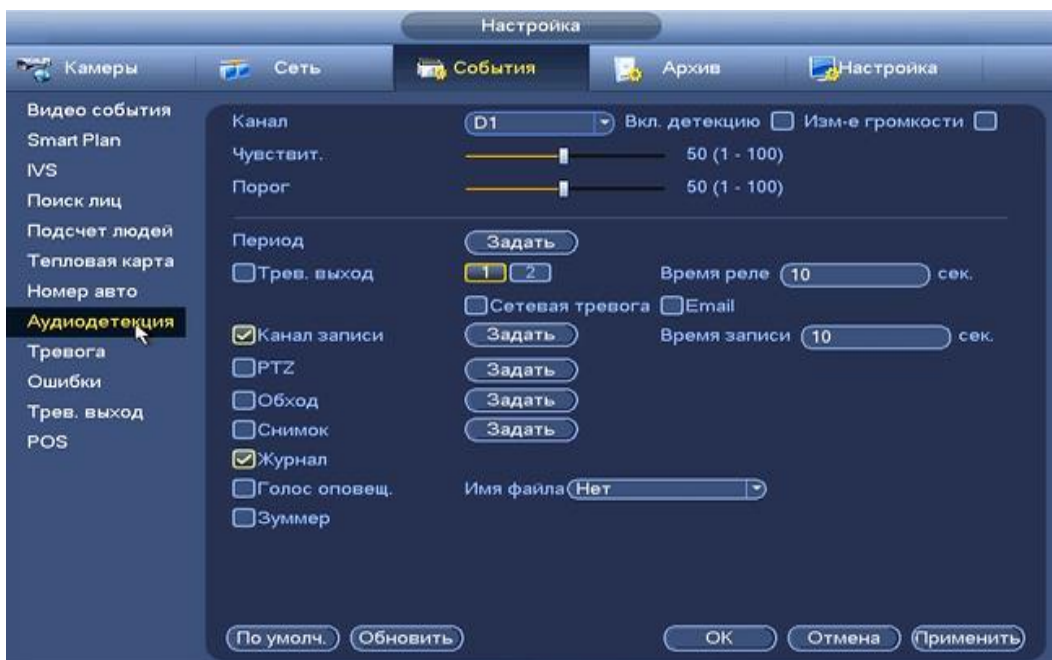 Настройка
Камеры Сеть События Архив Настройка
Видео события
Smart Plan
IVS
Поиск лиц
Подсчет людей
Тепловая карта
Номер авто
Аудиодетекция
Тревога
Ошибки
Трев. выход
POS
Канал D1 Вкл. детекцию Изм-е громкости
Чувствит. 50 (1 - 100)
Порог 50 (1 - 100)
Период Задать
Трев. выход 1 2 Время реле 10 сек.
Сетевая тревога Email
Канал записи Задать Время записи 10 сек.
PTZ Задать
Обход Задать
Снимок Задать
Журнал
Голос оповещ. Имя файла Нет
Зуммер
По умолч. Обновить OK Отмена Применить